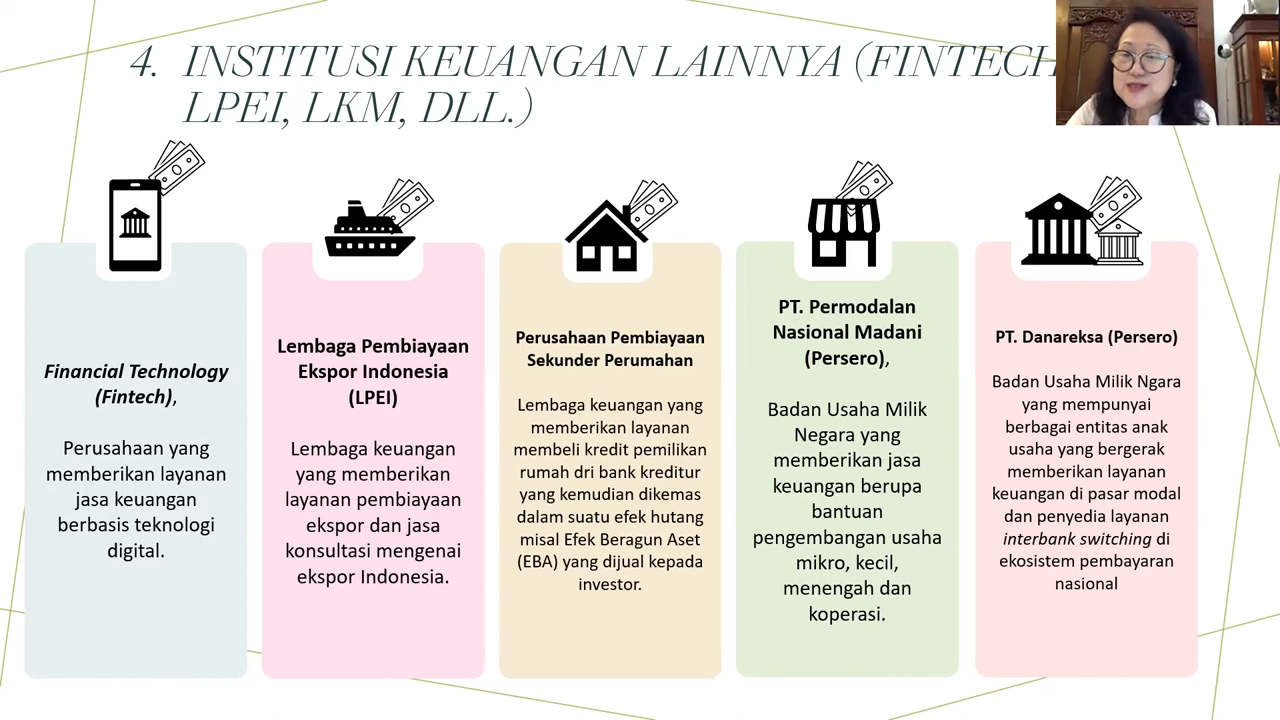 4. INSTITUSI KEUANGAN LAINNYA (FINTECH
LPEI, LKM, DLL.)
Financial Technology
(Fintech),
Perusahaan yang
memberikan layanan
jasa keuangan
berbasis teknologi
digital.
Lembaga Pembiayaan
Ekspor Indonesia
(LPEI)
Lembaga keuangan
yang memberikan
layanan pembiayaan
ekspor dan jasa
konsultasi mengenai
ekspor Indonesia.
Perusahaan Pembiayaan
Sekunder Perumahan
Lembaga keuangan yang
memberikan layanan
membeli kredit pemilikan
rumah dri bank kreditur
yang kemudian dikemas
dalam suatu efek hutang
misal Efek Beragun Aset
(EBA) yang dijual kepada
investor.
PT. Permodalan
Nasional Madani
(Persero),
Badan Usaha Milik
Negara yang
memberikan jasa
keuangan berupa
bantuan
pengembangan usaha
mikro, kecil,
menengah dan
koperasi.
PT. Danareksa (Persero)
Badan Usaha Milik Ngara
yang mempunyai
berbagai entitas anak
usaha yang bergerak
memberikan layanan
keuangan di pasar modal
dan penyedia layanan
interbank switching di
ekosistem pembayaran
nasional